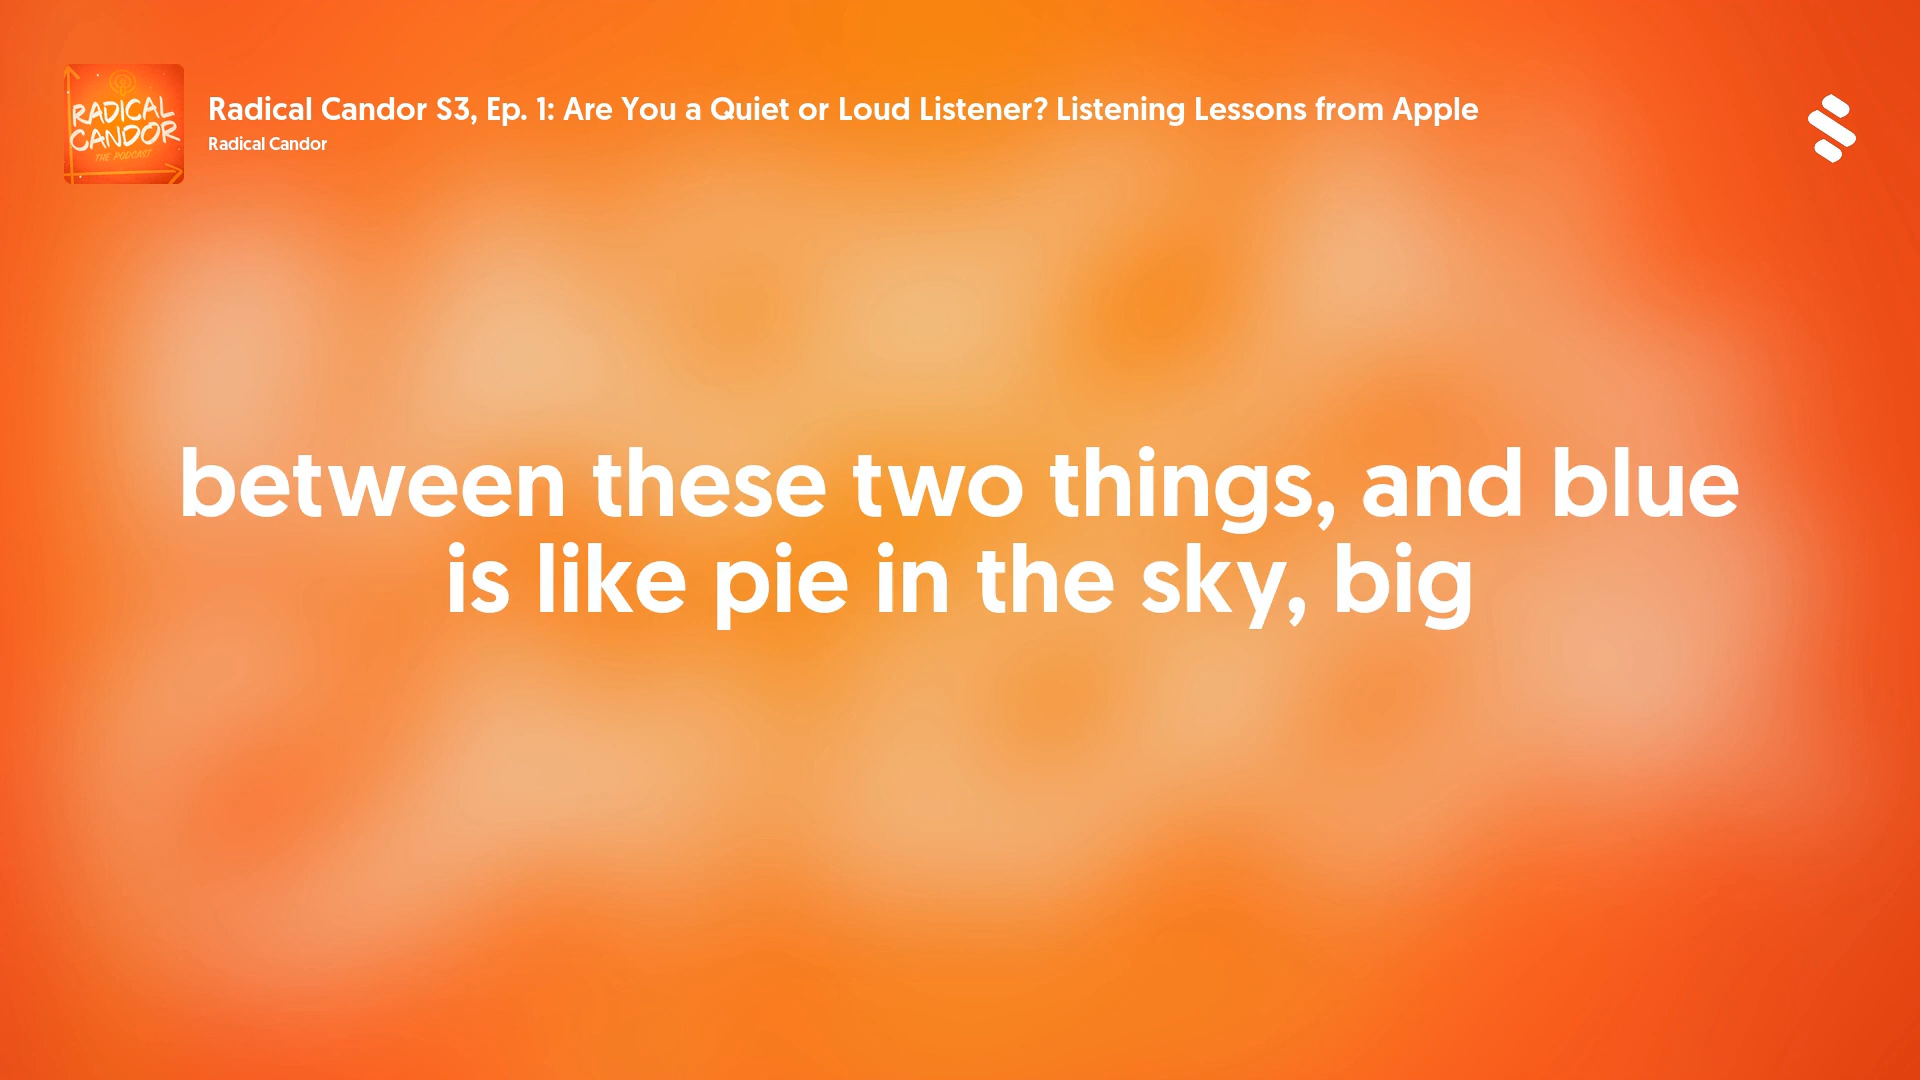 RADICAL
CANDOR
THE PODCAST
Radical Candor S3, Ep. 1: Are You a Quiet or Loud Listener? Listening Lessons from Apple
Radical Candor
between these two things, and blue
is like pie in the sky, big